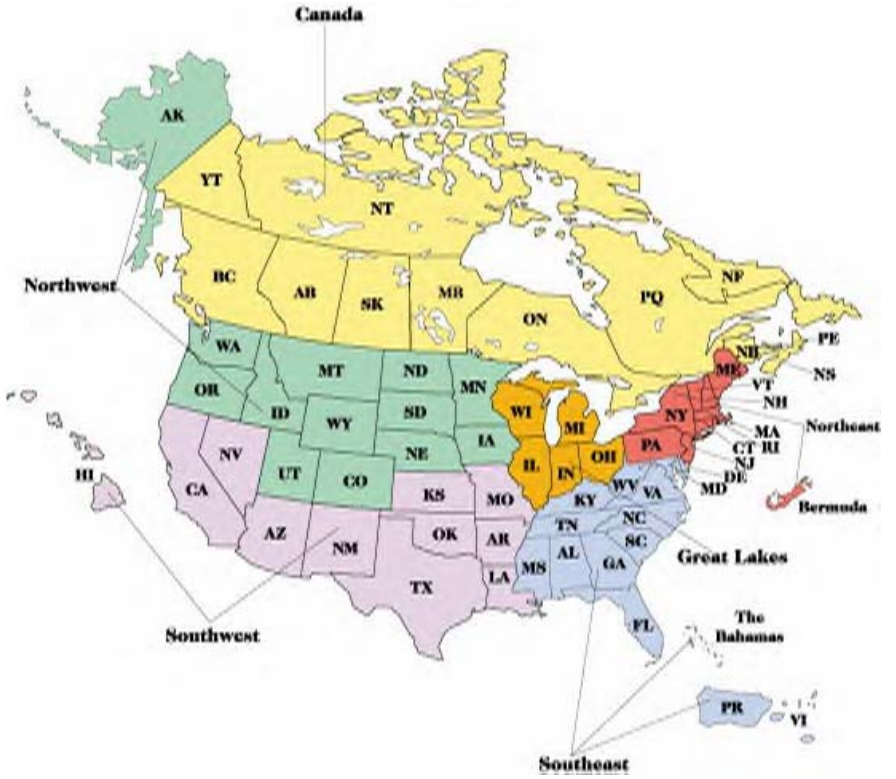 Canada
AK
YT
NT
Northwest
BC
AB
SK
MB
ON
PQ
NF
PE
NB
NS
ME
VT
NH
WA
MT
ND
MN
OR
ID
WY
SD
WI
MI
NY
MA
Northeast
CT RI
NV
NE
IA
PA
NJ
HI
CA
UT
CO
IL
IN
OH
DE
MD
KS
MO
KY
WV
VA
Bermuda
AZ
NM
OK
AR
TN
NC
SC
Great Lakes
TX
LA
MS
AL
GA
Southwest
FL
The
Bahamas
PR
VI
Southeast